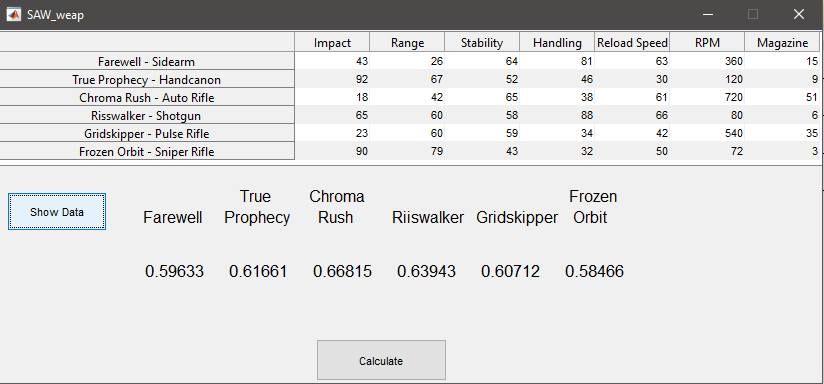 SAW_weap
Impact Range Stability Handling Reload Speed RPM Magazine
Farewell - Sidearm 43 26 64 81 63 360 15
True Prophecy - Handcanon 92 67 52 46 30 120 9
Chroma Rush - Auto Rifle 18 42 65 38 61 720 51
Risswalker - Shotgun 65 60 58 88 66 80 6
Gridskipper - Pulse Rifle 23 60 59 34 42 540 35
Frozen Orbit - Sniper Rifle 90 79 43 32 50 72 3
Show Data
Farewell
True
Prophecy
Chroma
Rush
Riiswalker
Gridskipper
Frozen
Orbit
0.59633 0.61661 0.66815 0.63943 0.60712 0.58466
Calculate